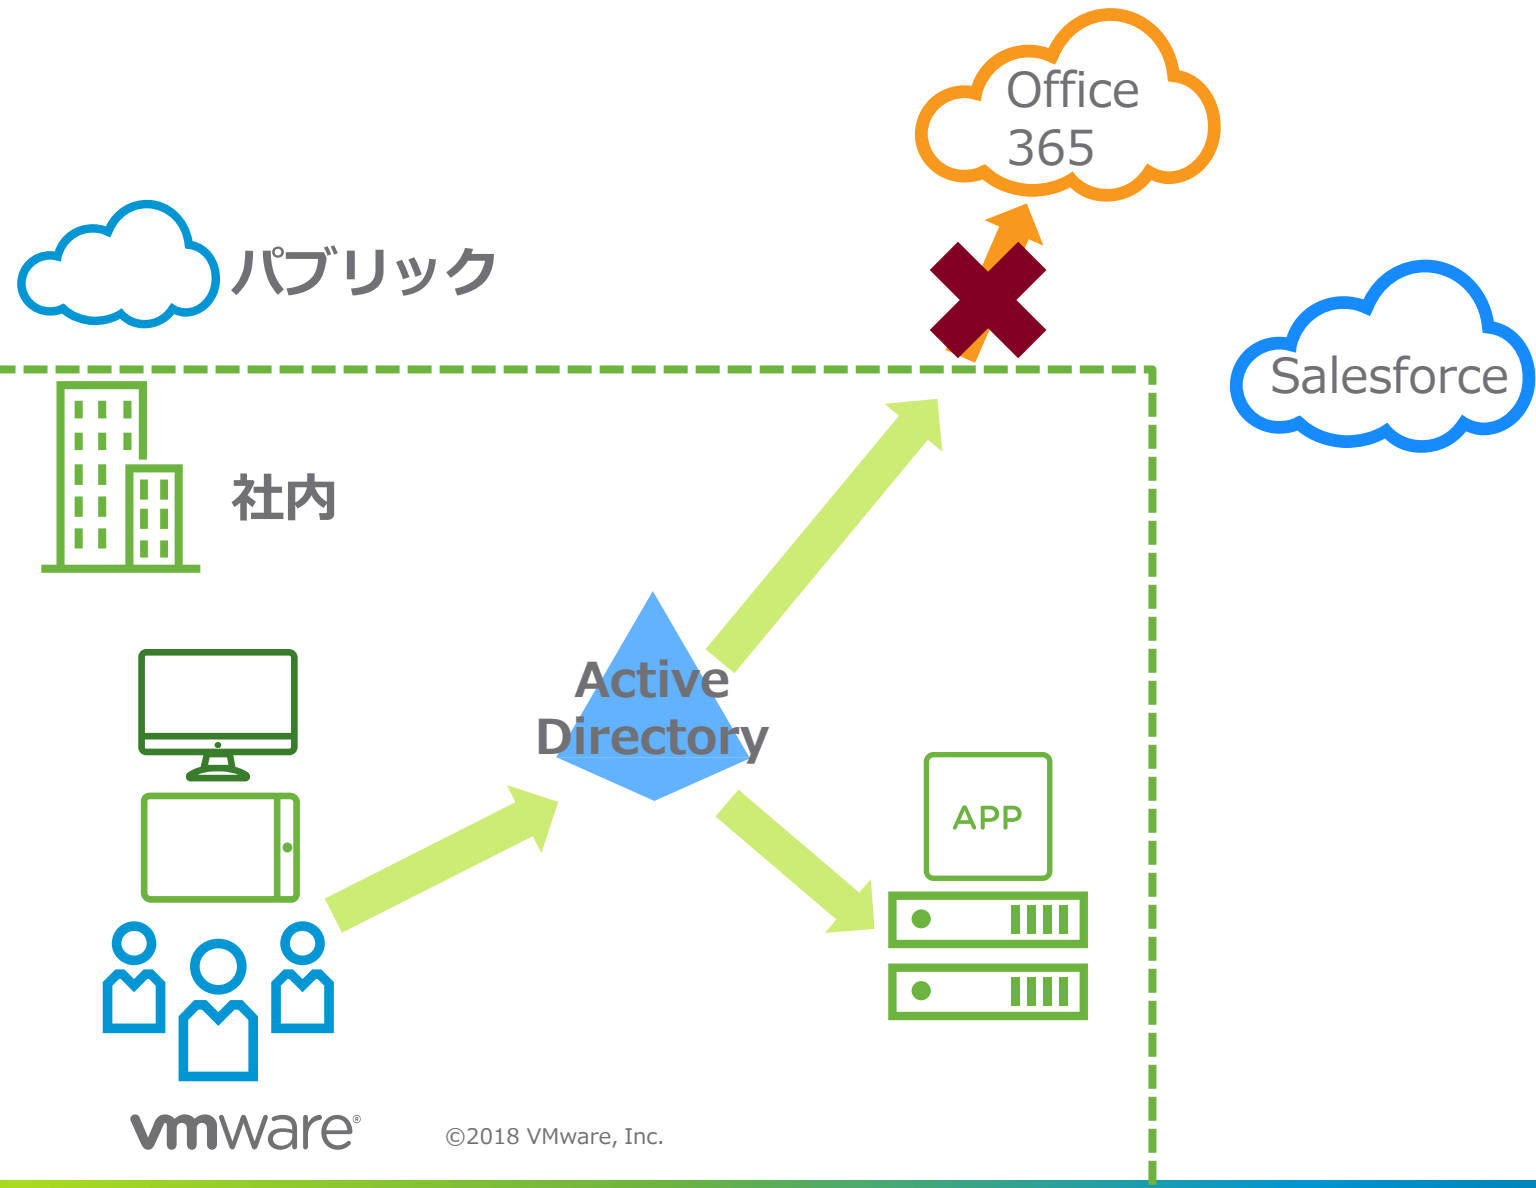 Office
365
パブリック
Salesforce
社内
Active
Directory
APP
vmware®
©2018 VMware, Inc.